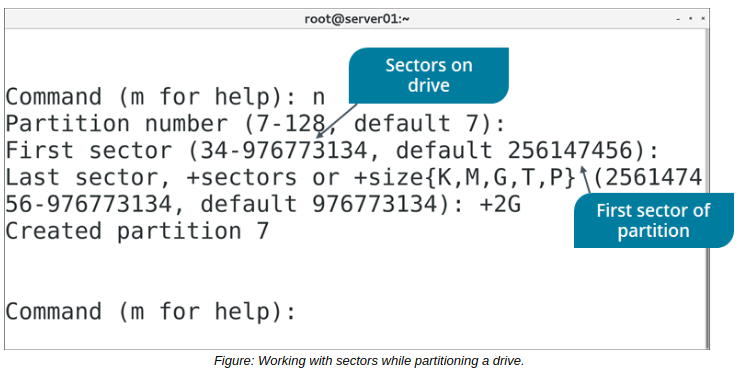 root@server01:~
Sectors on
drive
Command (m for help): n
Partition number (7-128, default 7):
First sector (34-976773134, default 256147456):
Last sector, +sectors or +size{K,M,G,T,P} (2561474
56-976773134, default 976773134): +2G
First sector of
partition
Created partition 7
Command (m for help):
Figure: Working with sectors while partitioning a drive.